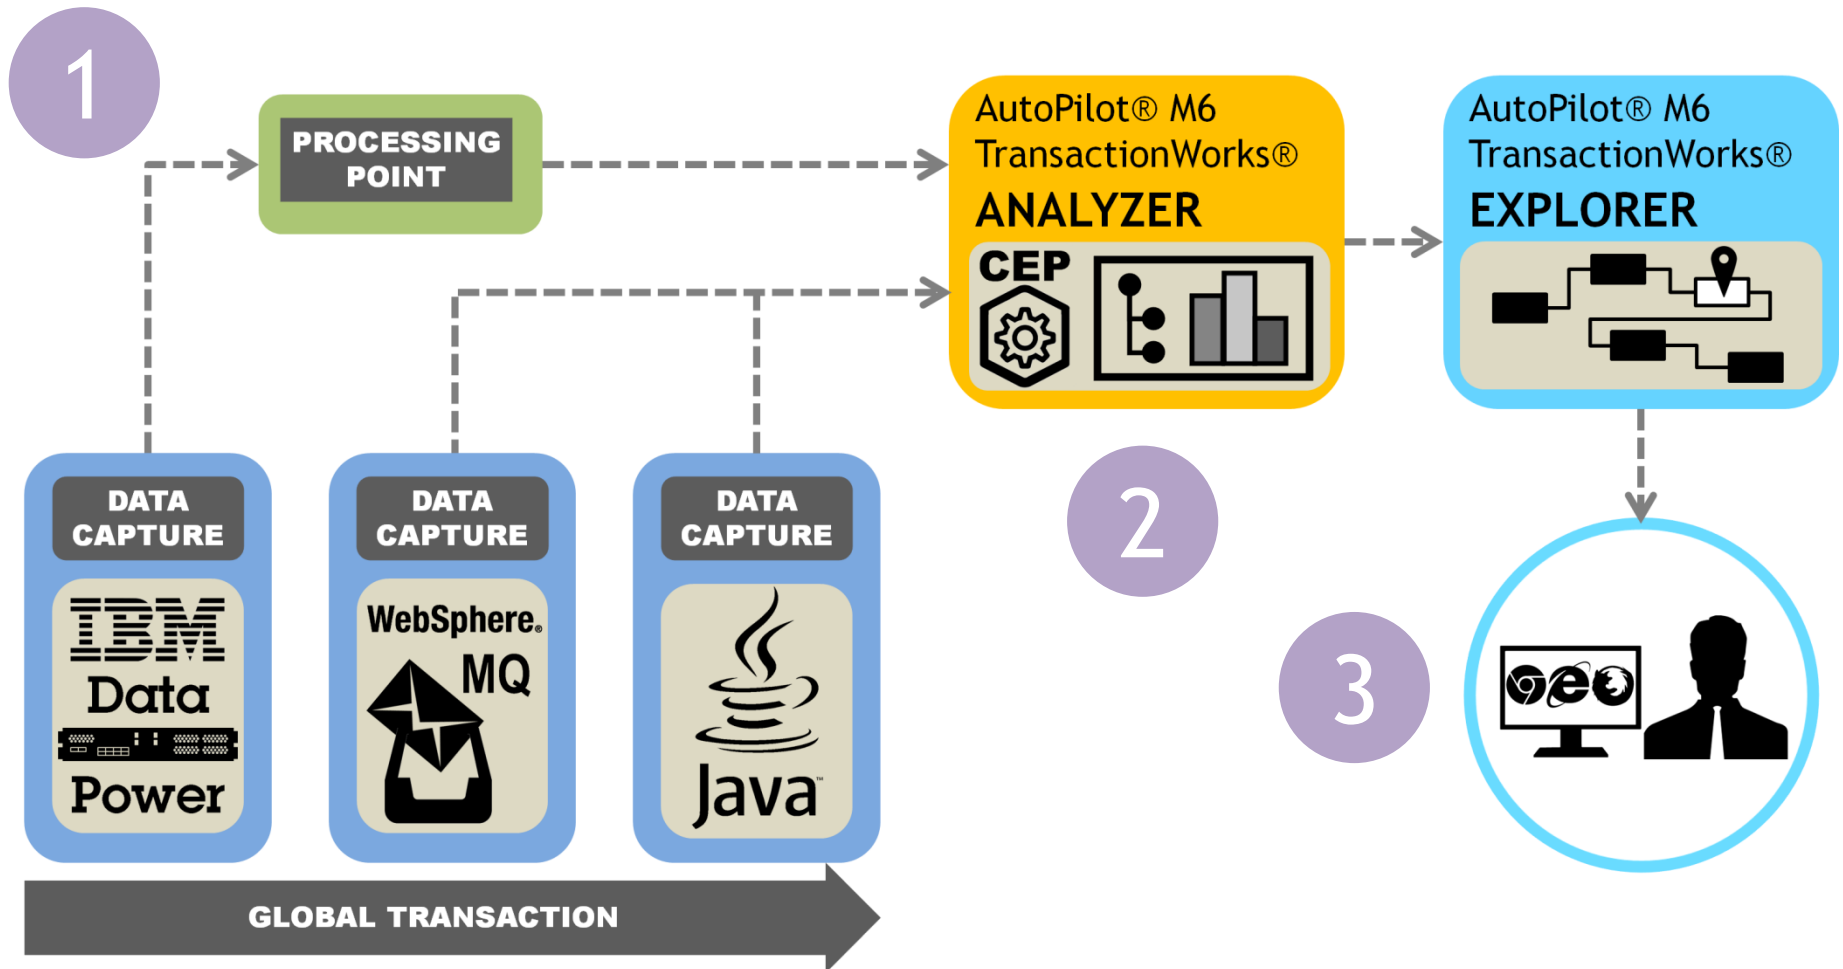 1
PROCESSING
POINT
AutoPilot® M6
TransactionWorks®
ANALYZER
CEP
AutoPilot® M6
TransactionWorks®
EXPLORER
DATA
CAPTURE
IBM
Data
Power
DATA
CAPTURE
WebSphere®
MQ
DATA
CAPTURE
Java™
2
3
GLOBAL TRANSACTION